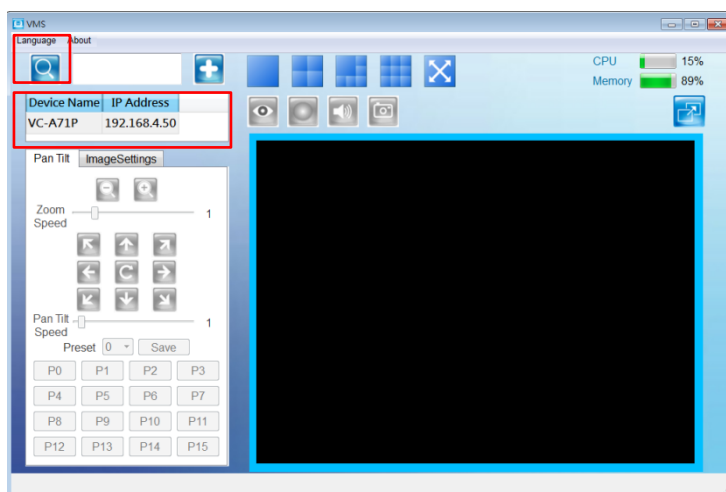 VMS
Language About
CPU 15%
Memory 89%
Device Name IP Address
VC-A71P 192.168.4.50
Pan Tilt ImageSettings
Zoom Speed 1
Pan Tilt Speed 1
Preset 0 Save
P0 P1 P2 P3
P4 P5 P6 P7
P8 P9 P10 P11
P12 P13 P14 P15